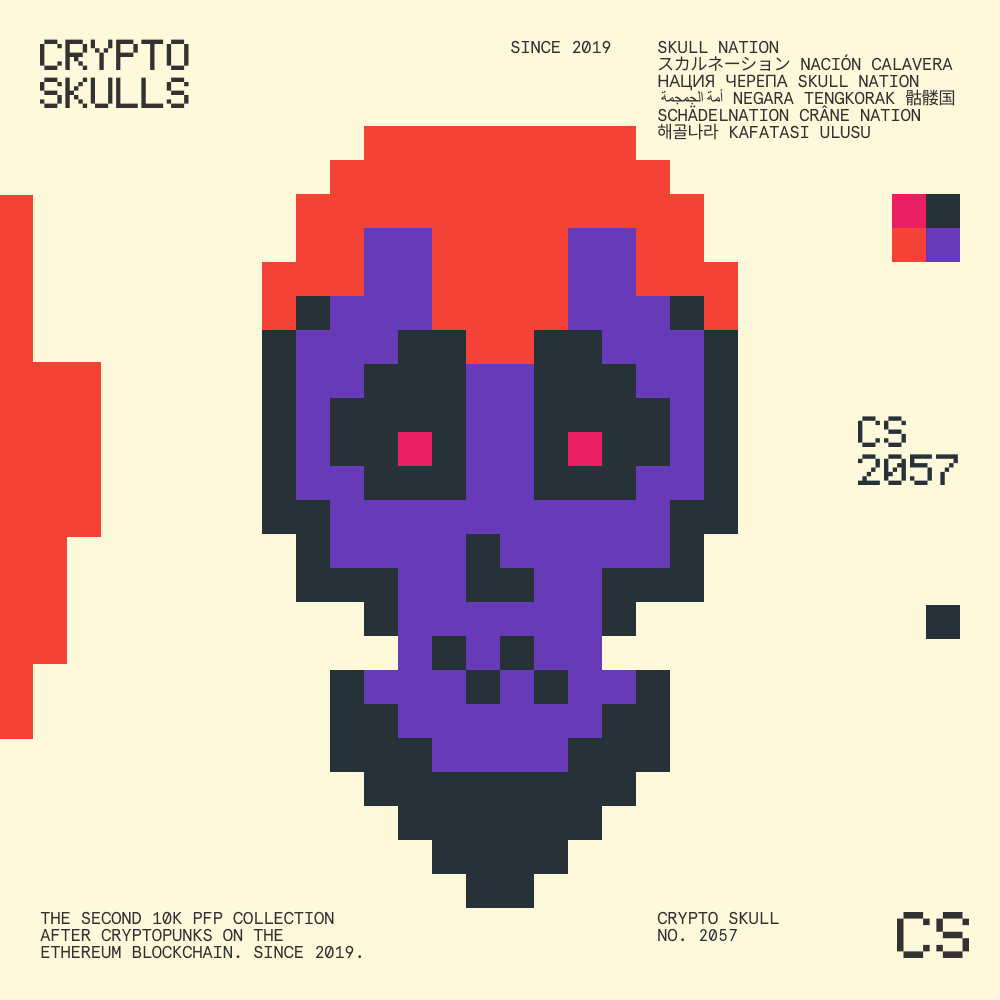 CRYPTO
SKULLS
SINCE 2019
SKULL NATION
スカルネーション NACIÓN CALAVERA
НАЦИЯ ЧЕРЕПА SKULL NATION
أمة الجمجمة NEGARA TENGKORAK 骷髅国
SCHÄDELNATION CRÂNE NATION
해골나라 KAFATASI ULUSU
CS
2057
THE SECOND 10K PFP COLLECTION
AFTER CRYPTOPUNKS ON THE
ETHEREUM BLOCKCHAIN. SINCE 2019.
CRYPTO SKULL
NO. 2057
CS